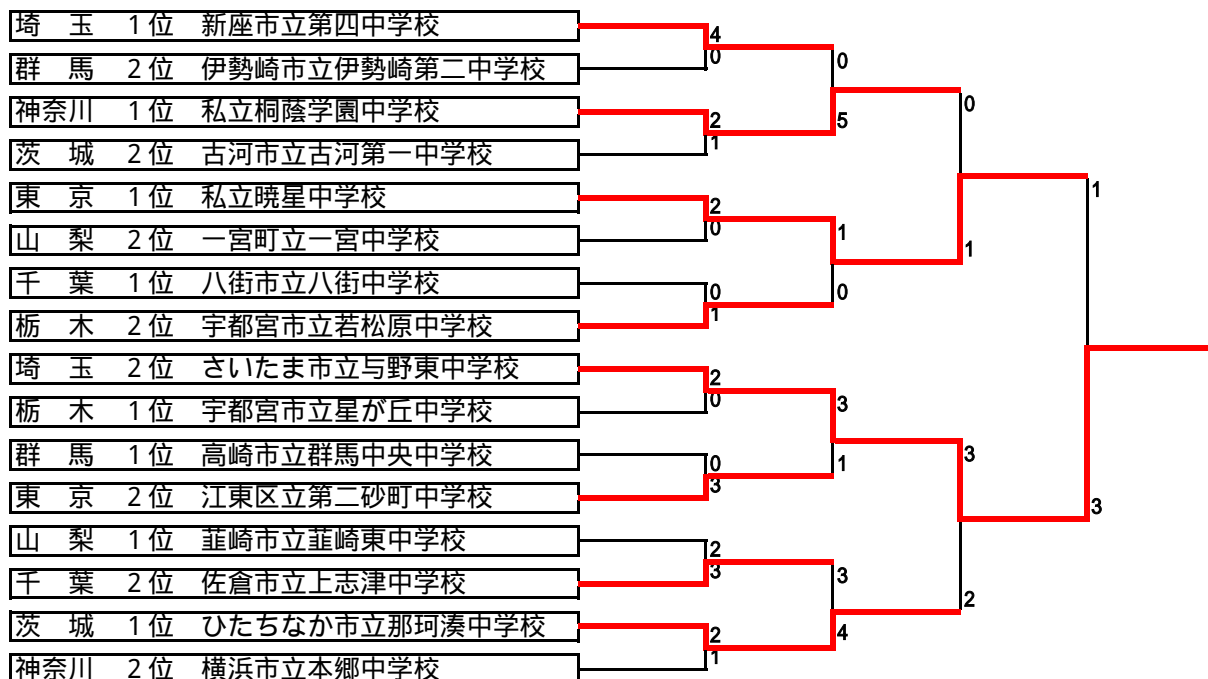 埼　玉　1位　新座市立第四中学校
群　馬　2位　伊勢崎市立伊勢崎第二中学校
神奈川　1位　私立桐蔭学園中学校
茨　城　2位　古河市立古河第一中学校
東　京　1位　私立暁星中学校
山　梨　2位　一宮町立一宮中学校
千　葉　1位　八街市立八街中学校
栃　木　2位　宇都宮市立若松原中学校
埼　玉　2位　さいたま市立与野東中学校
栃　木　1位　宇都宮市立星が丘中学校
群　馬　1位　高崎市立群馬中央中学校
東　京　2位　江東区立第二砂町中学校
山　梨　1位　韮崎市立韮崎東中学校
千　葉　2位　佐倉市立上志津中学校
茨　城　1位　ひたちなか市立那珂湊中学校
神奈川　2位　横浜市立本郷中学校
4
0
2
1
2
0
0
1
2
0
0
3
2
3
2
1
0
5
1
0
3
1
3
4
0
1
3
2
1
3